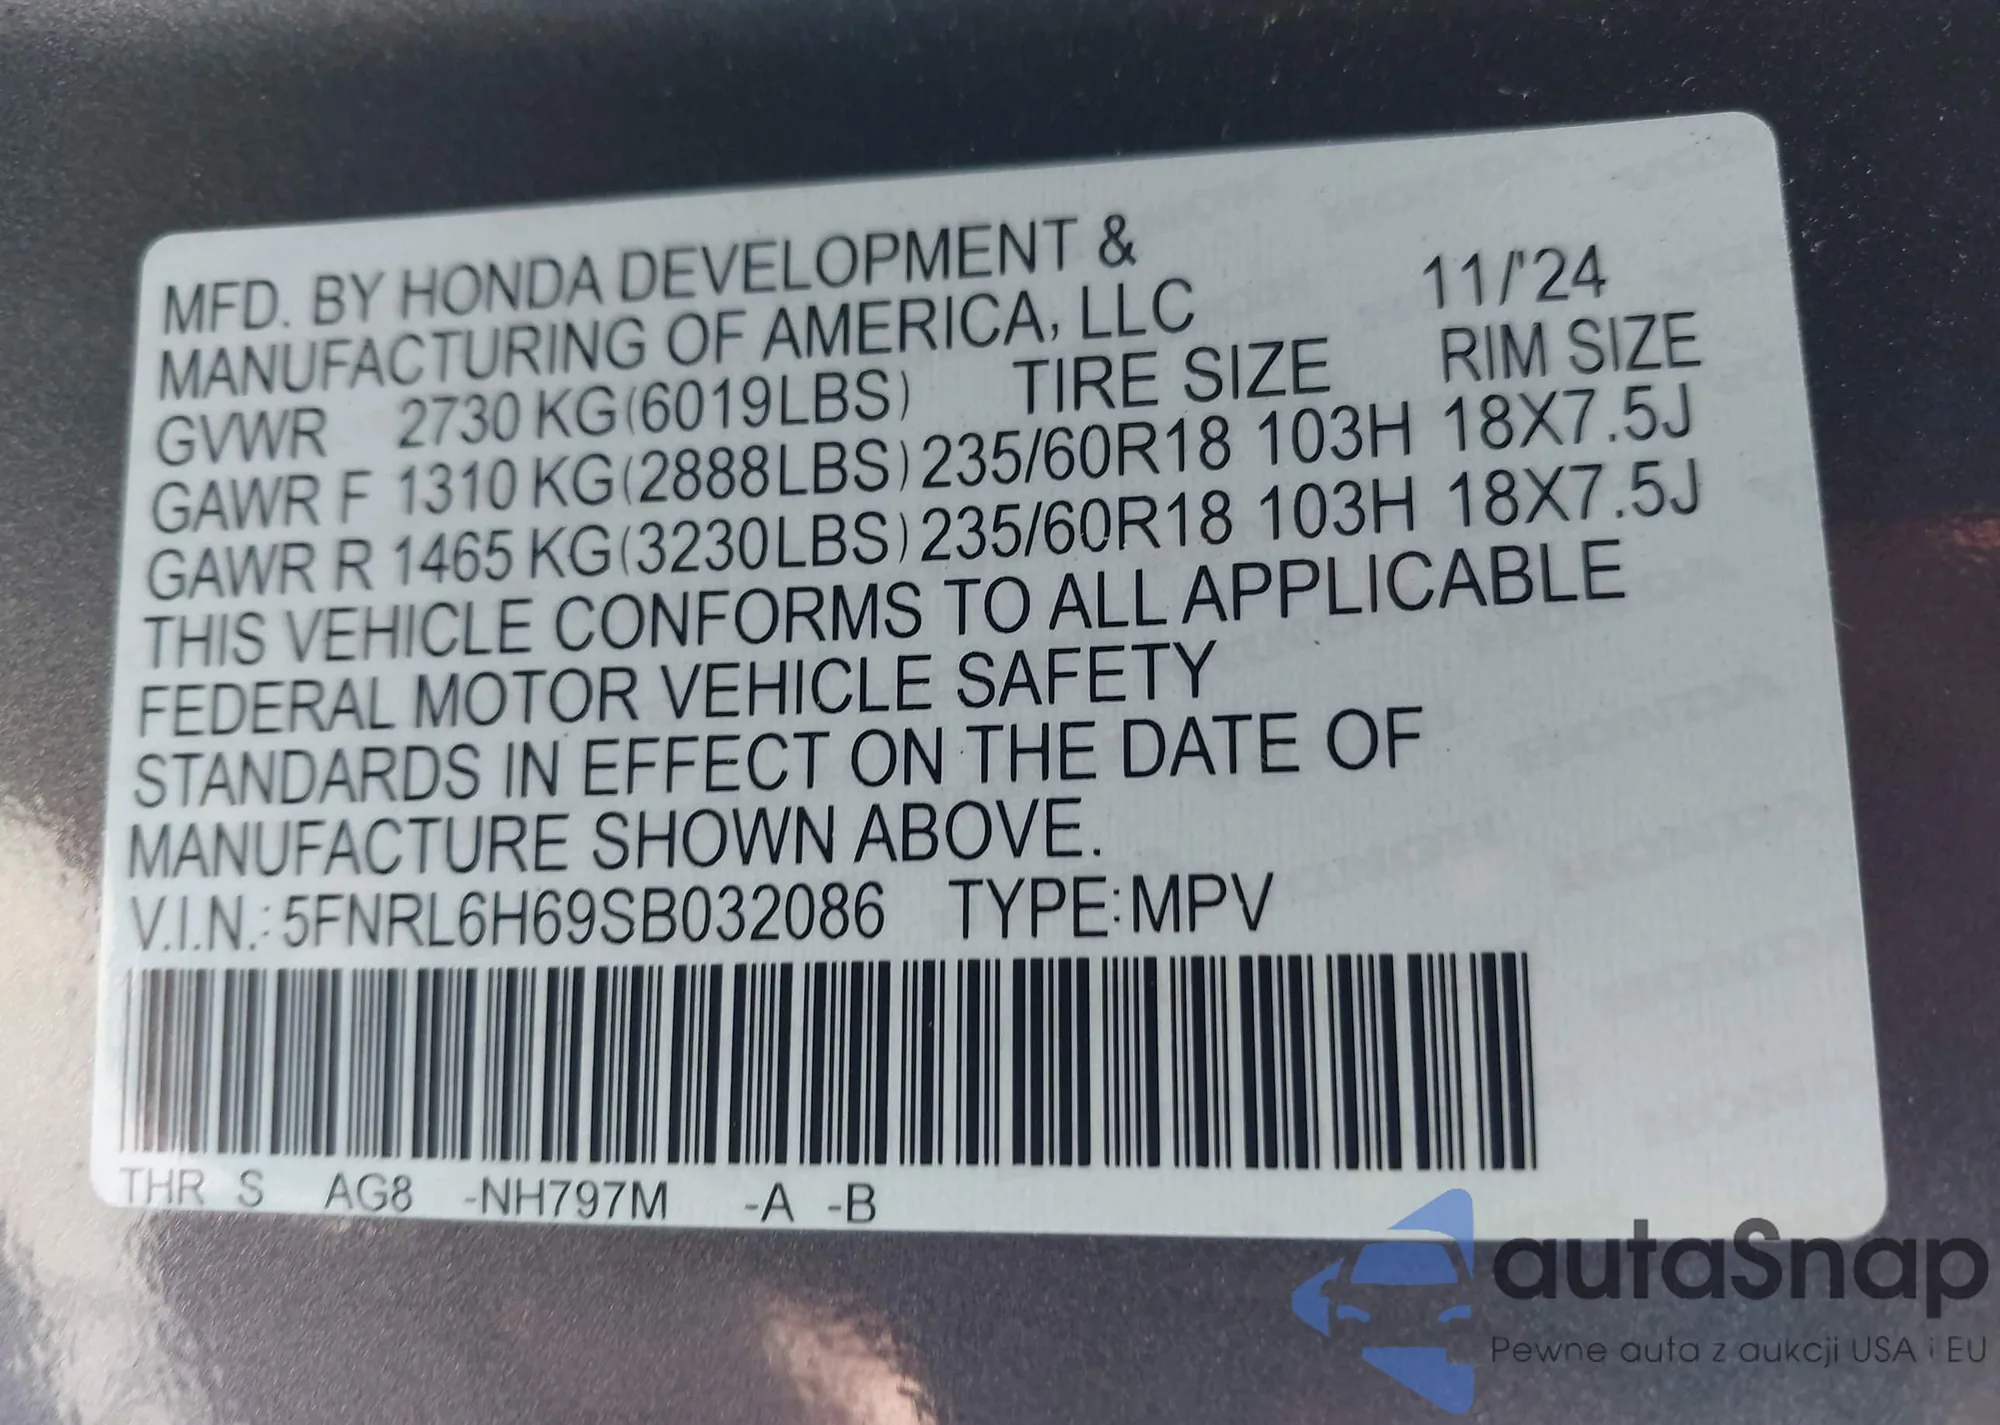 MFD. BY HONDA DEVELOPMENT &
MANUFACTURING OF AMERICA, LLC 11/'24
GVWR 2730 KG(6019LBS) TIRE SIZE RIM SIZE
GAWR F 1310 KG(2888LBS) 235/60R18 103H 18X7.5J
GAWR R 1465 KG(3230LBS) 235/60R18 103H 18X7.5J
THIS VEHICLE CONFORMS TO ALL APPLICABLE
FEDERAL MOTOR VEHICLE SAFETY
STANDARDS IN EFFECT ON THE DATE OF
MANUFACTURE SHOWN ABOVE.
V.I.N.: 5FNRL6H69SB032086 TYPE:MPV
THR S AG8 -NH797M -A -B
autaSnap
Pewne auta z aukcji USA i EU